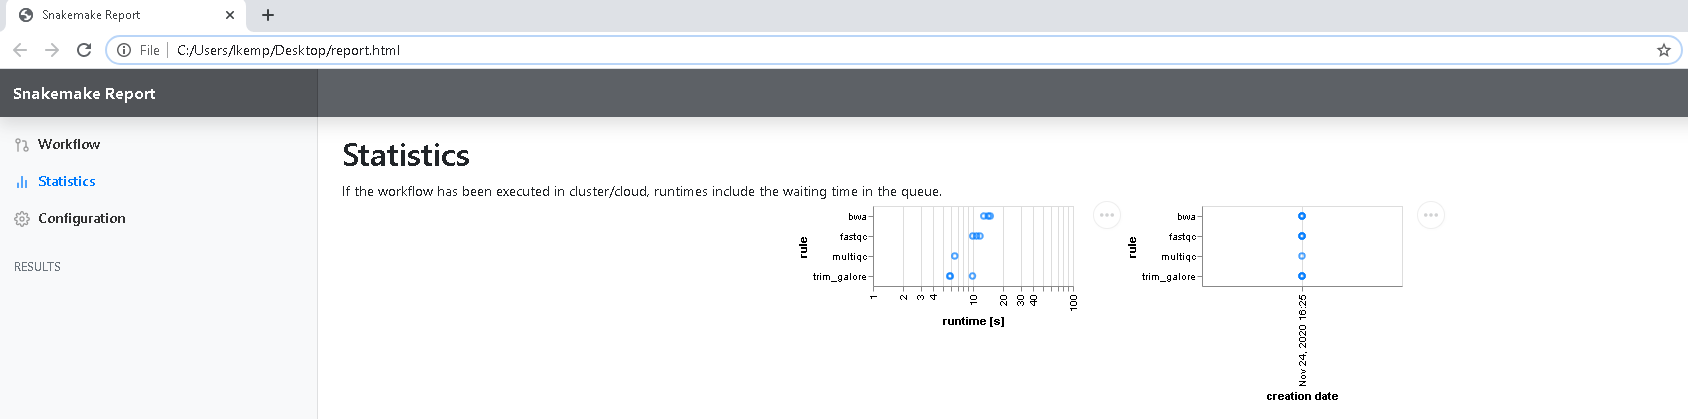 Snakemake Report
File
C:/Users/lkemp/Desktop/report.html
Snakemake Report
Workflow
Statistics
Configuration
RESULTS
Statistics
If the workflow has been executed in cluster/cloud, runtimes include the waiting time in the queue.
rule
bwa
fastqc
multiqc
trim_galore
1 2 3 4 10 20 30 40 100
runtime [s]
rule
bwa
fastqc
multiqc
trim_galore
Nov 24, 2020 16:25
creation date